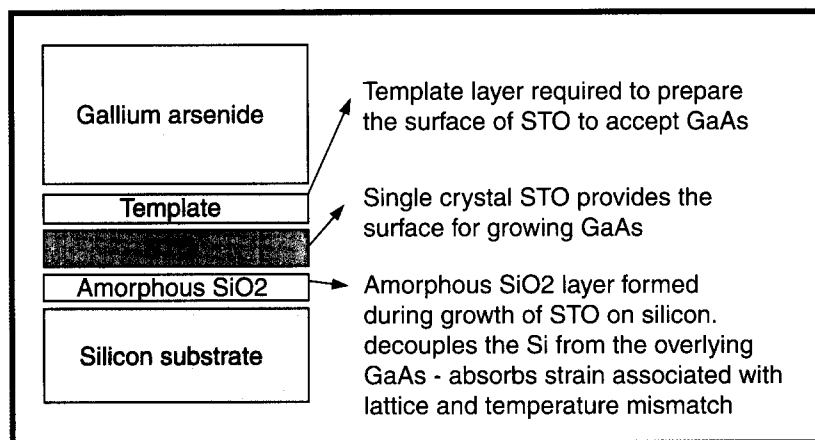 Gallium arsenide
Template layer required to prepare
the surface of STO to accept GaAs
Template
Single crystal STO provides the
surface for growing GaAs
Amorphous SiO2
Amorphous SiO2 layer formed
during growth of STO on silicon.
decouples the Si from the overlying
GaAs - absorbs strain associated with
lattice and temperature mismatch
Silicon substrate